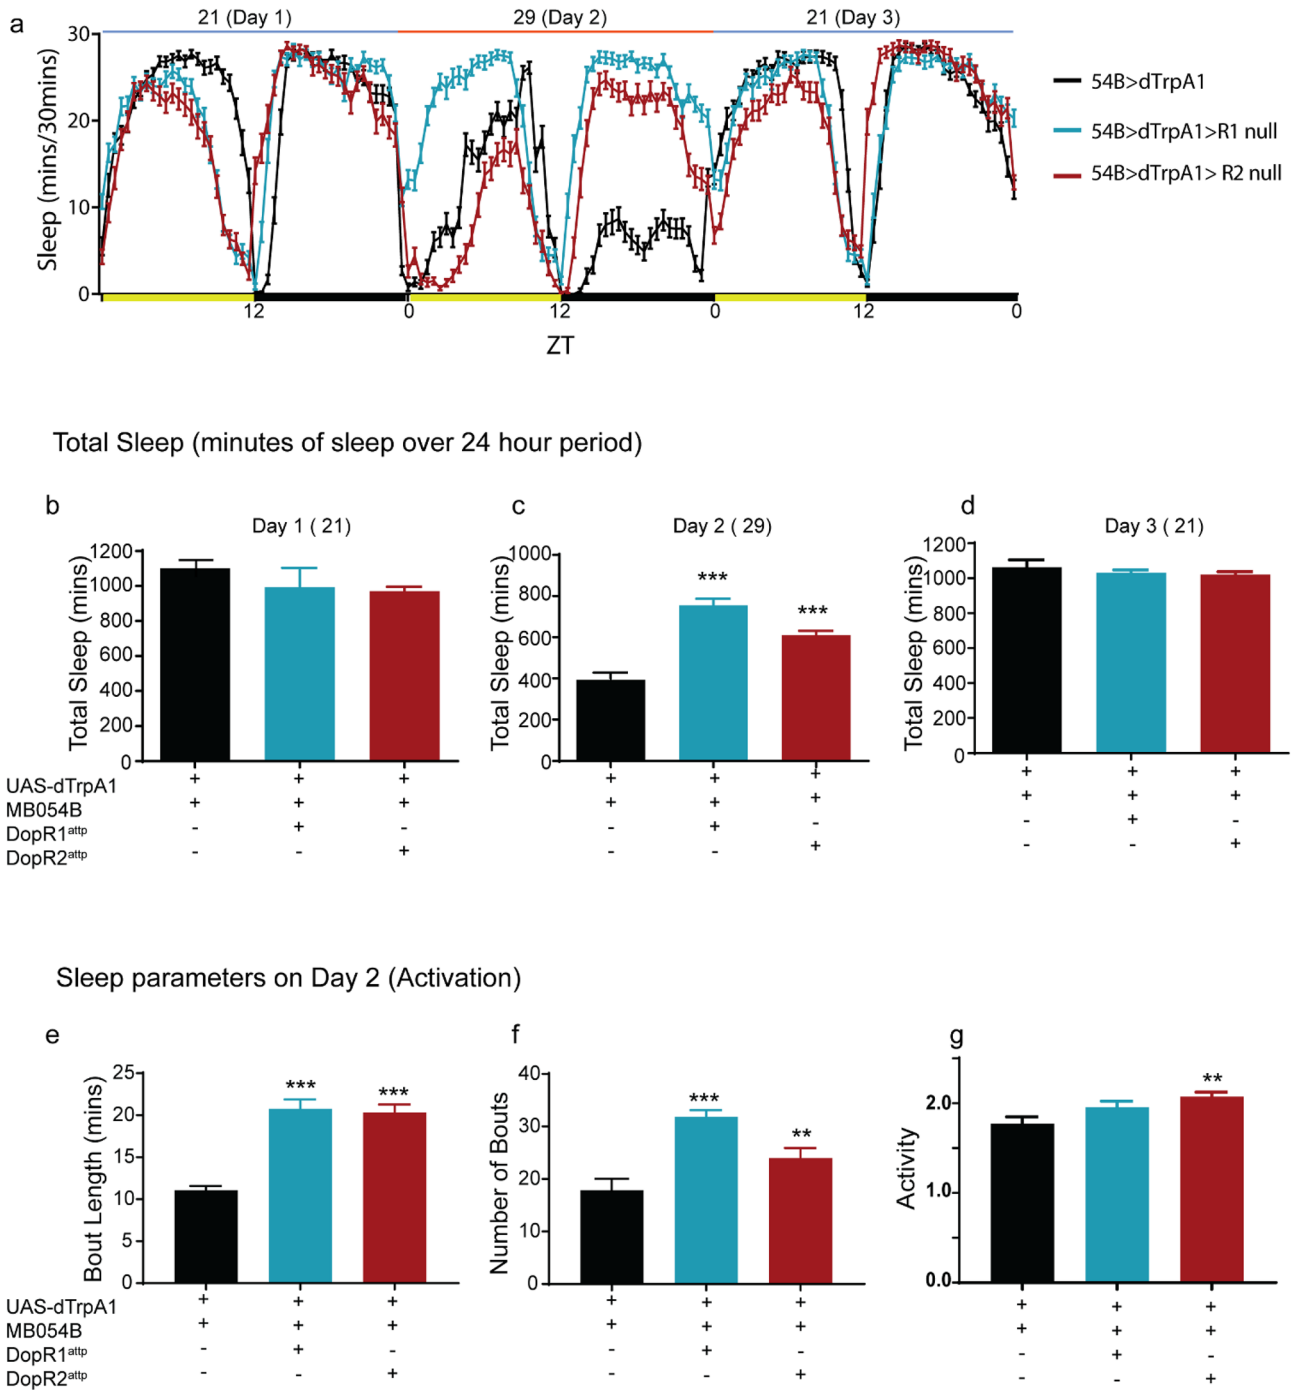 a
21 (Day 1)
29 (Day 2)
21 (Day 3)
Sleep (mins/30mins)
30
20
10
0
12
0
12
0
12
0
ZT
54B>dTrpA1
54B>dTrpA1>R1 null
54B>dTrpA1> R2 null
Total Sleep (minutes of sleep over 24 hour period)
b
Day 1 ( 21)
Total Sleep (mins)
1200
1000
800
600
400
200
0
c
Day 2 ( 29)
Total Sleep (mins)
1000
800
600
400
200
0
***
***
d
Day 3 ( 21)
Total Sleep (mins)
1200
1000
800
600
400
200
0
UAS-dTrpA1 + + + + + + + + +
MB054B + + + + + + + + +
DopR1attp - + - - + - - + -
DopR2attp - - + - - + - - +
Sleep parameters on Day 2 (Activation)
e
Bout Length (mins)
25
20
15
10
5
0
***
***
f
Number of Bouts
40
30
20
10
0
***
**
g
Activity
2.0
1.0
0.0
**
UAS-dTrpA1 + + + + + + + + +
MB054B + + + + + + + + +
DopR1attp - + - - + - - + -
DopR2attp - - + - - + - - +